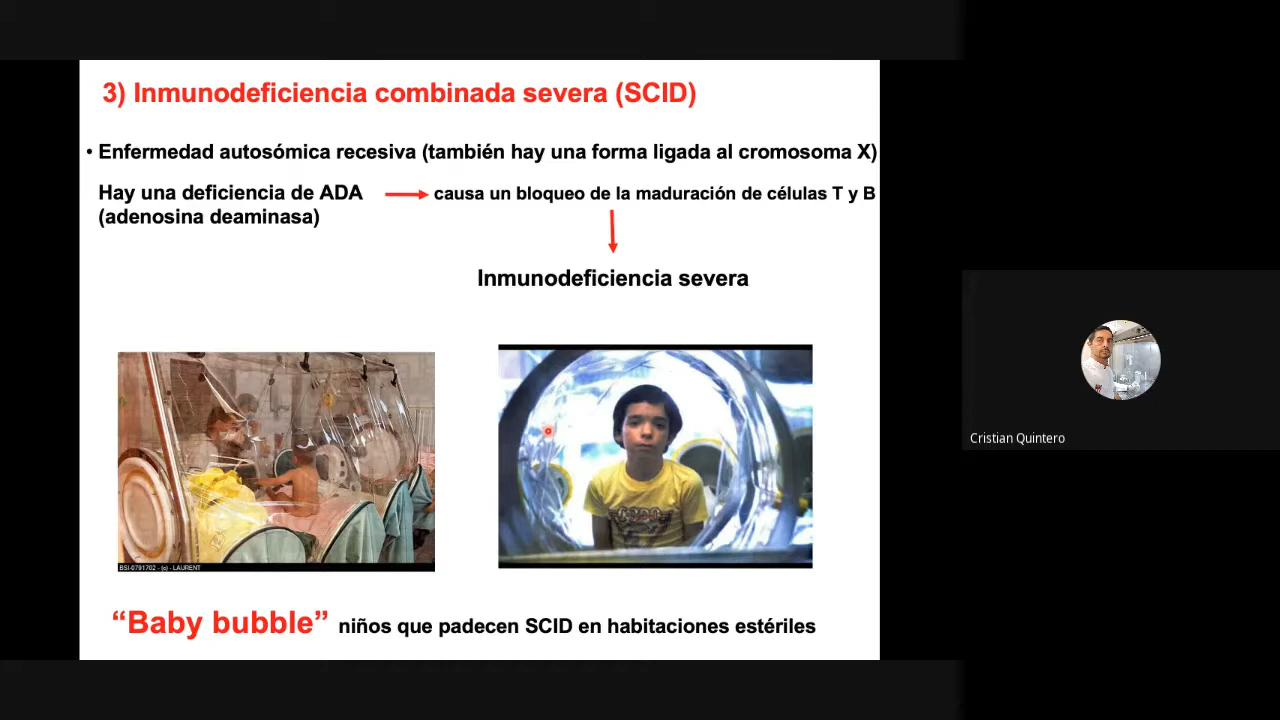 3) Inmunodeficiencia combinada severa (SCID)
• Enfermedad autosómica recesiva (también hay una forma ligada al cromosoma X)
Hay una deficiencia de ADA
(adenosina deaminasa)
causa un bloqueo de la maduración de células T y B
Inmunodeficiencia severa
BSI-0791702 - (c) - LAURENT
“Baby bubble” niños que padecen SCID en habitaciones estériles
Cristian Quintero